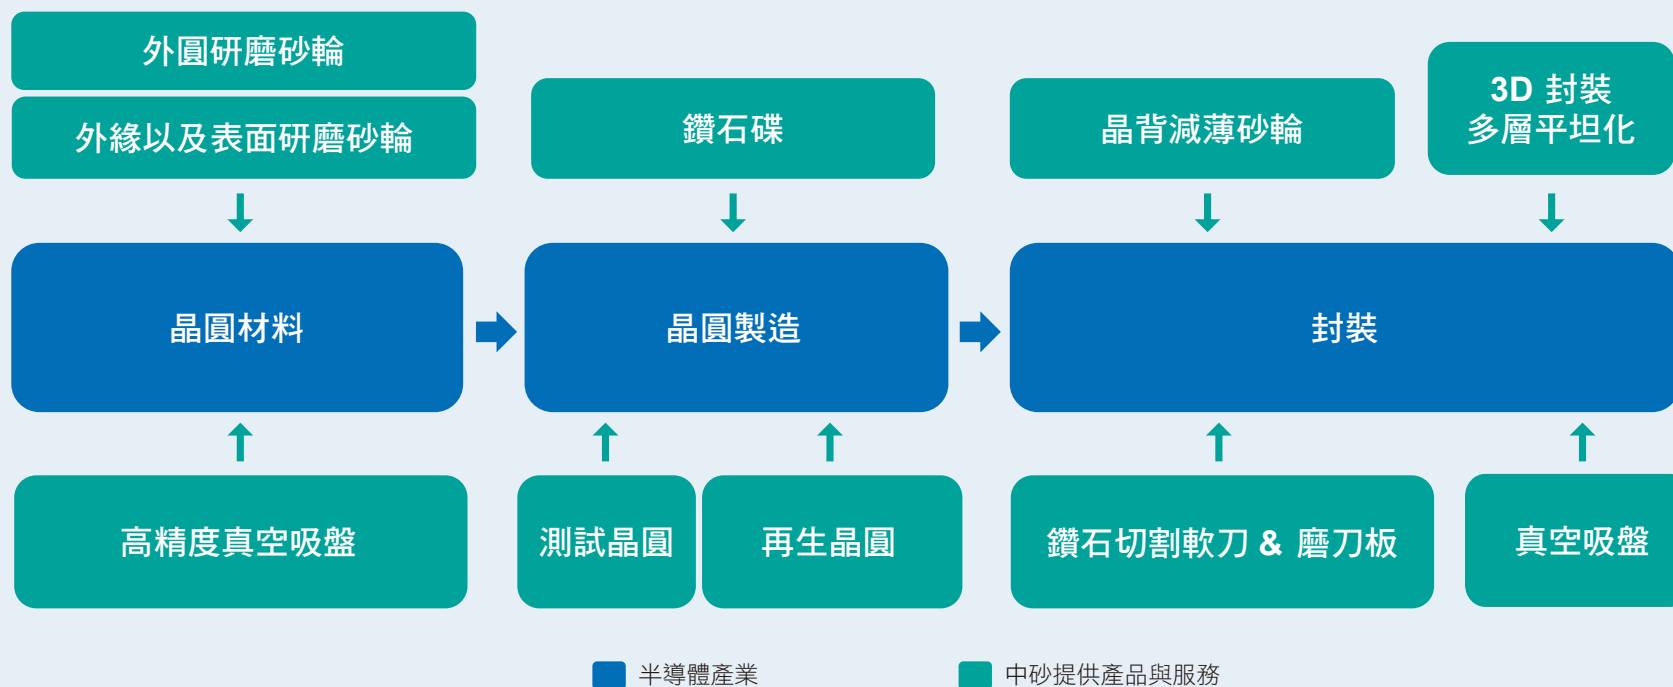 外圓研磨砂輪
外緣以及表面研磨砂輪
鑽石碟
晶背減薄砂輪
3D 封裝
多層平坦化
晶圓材料
晶圓製造
封裝
高精度真空吸盤
測試晶圓
再生晶圓
鑽石切割軟刀 & 磨刀板
真空吸盤
半導體產業
中砂提供產品與服務